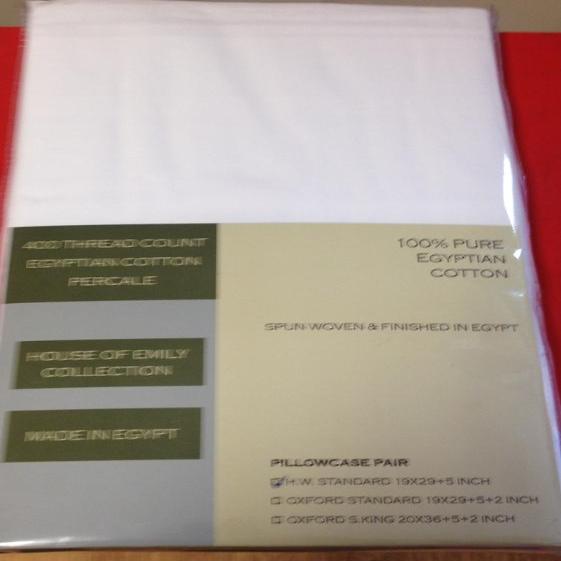 400 THREAD COUNT
EGYPTIAN COTTON
PERCALE
HOUSE OF EMILY
COLLECTION
MADE IN EGYPT
100% PURE
EGYPTIAN
COTTON
SPUN WOVEN & FINISHED IN EGYPT
PILLOWCASE PAIR
H.W. STANDARD 19X29+5 INCH
OXFORD STANDARD 19X29+5+2 INCH
OXFORD S.KING 20X36+5+2 INCH